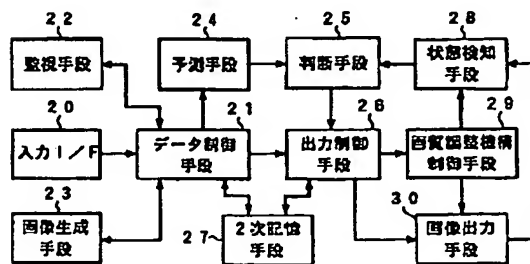 22
監視手段
24
予測手段
25
判断手段
28
状態検知
手段
20
入力I/F
21
データ制御
手段
26
出力制御
手段
29
画質調整機構
制御手段
23
画像生成
手段
27
2次記憶
手段
30
画像出力
手段